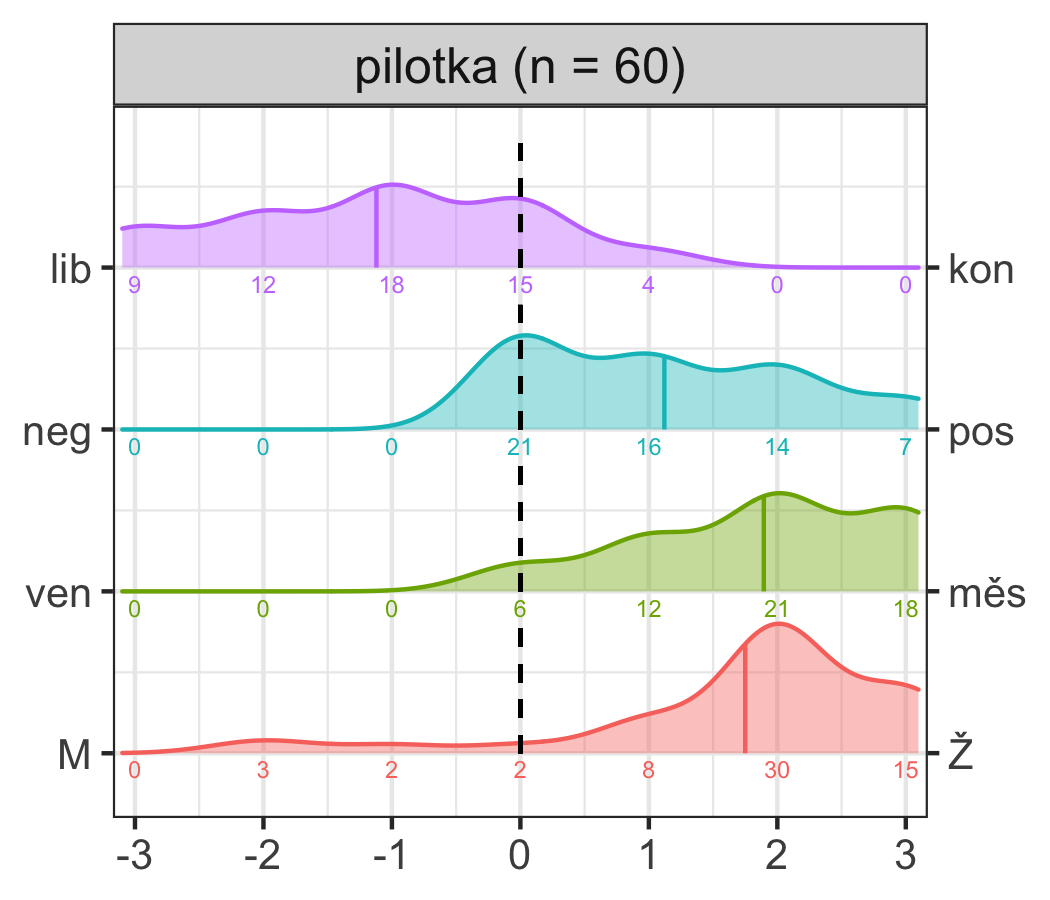 pilotka (n = 60)
lib kon
9 12 18 15 4 0 0
neg pos
0 0 0 21 16 14 7
ven měs
0 0 0 6 12 21 18
M Ž
0 3 2 2 8 30 15
-3 -2 -1 0 1 2 3